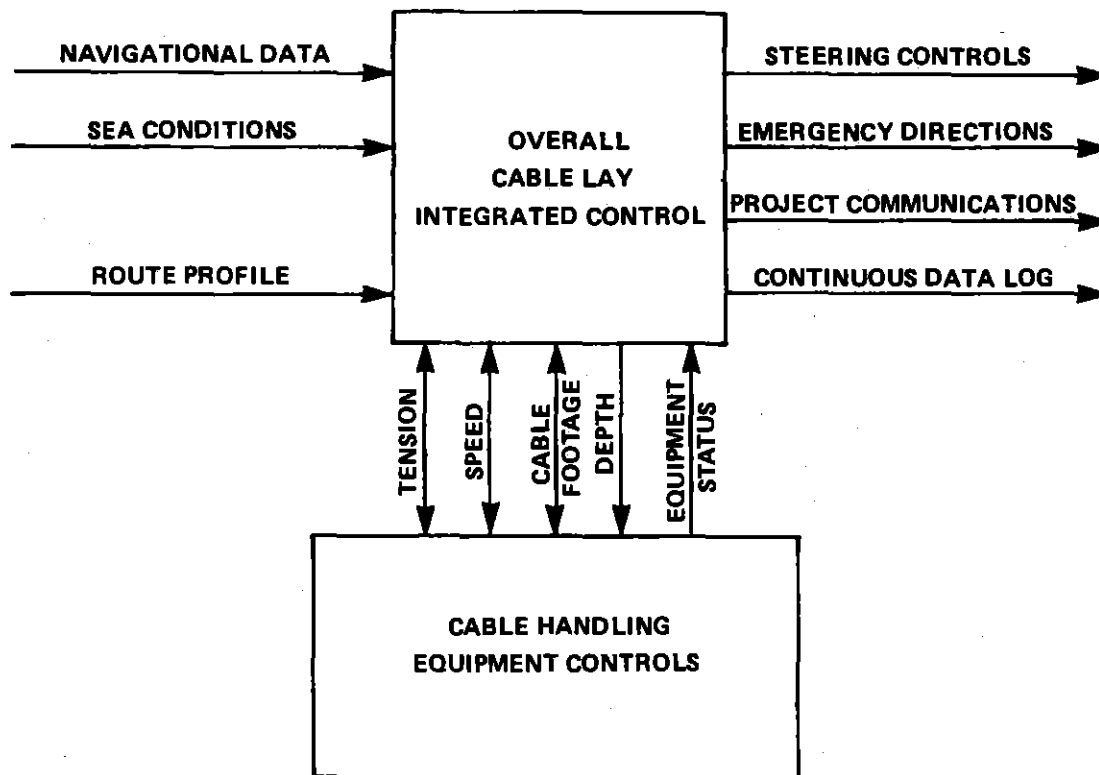 NAVIGATIONAL DATA
SEA CONDITIONS
ROUTE PROFILE
OVERALL
CABLE LAY
INTEGRATED CONTROL
STEERING CONTROLS
EMERGENCY DIRECTIONS
PROJECT COMMUNICATIONS
CONTINUOUS DATA LOG
TENSION
SPEED
CABLE
FOOTAGE
DEPTH
EQUIPMENT
STATUS
CABLE HANDLING
EQUIPMENT CONTROLS